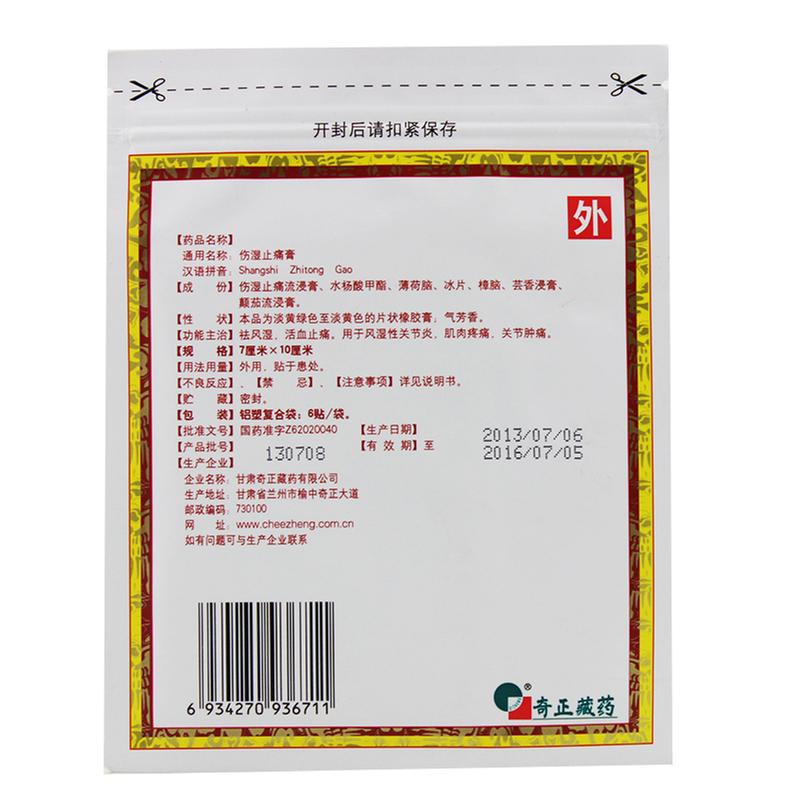 开封后请扣紧保存
外
【药品名称】
通用名称：伤湿止痛膏
汉语拼音：Shangshi Zhitong Gao
【成 份】伤湿止痛流浸膏、水杨酸甲酯、薄荷脑、冰片、樟脑、芸香浸膏、
颠茄流浸膏。
【性 状】本品为淡黄绿色至淡黄色的片状橡胶膏；气芳香。
【功能主治】祛风湿，活血止痛。用于风湿性关节炎，肌肉疼痛，关节肿痛。
【规 格】7厘米×10厘米
【用法用量】外用，贴于患处。
【不良反应】、【禁 忌】、【注意事项】详见说明书。
【贮 藏】密封。
【包 装】铝塑复合袋；6贴/袋。
【批准文号】国药准字Z62020040 【生产日期】 2013/07/06
【产品批号】 130708 【有 效 期】至 2016/07/05
【生产企业】
企业名称：甘肃奇正藏药有限公司
生产地址：甘肃省兰州市榆中奇正大道
邮政编码：730100
网 址：www.cheezheng.com.cn
如有问题可与生产企业联系
6 934270 936711
® 奇正藏药